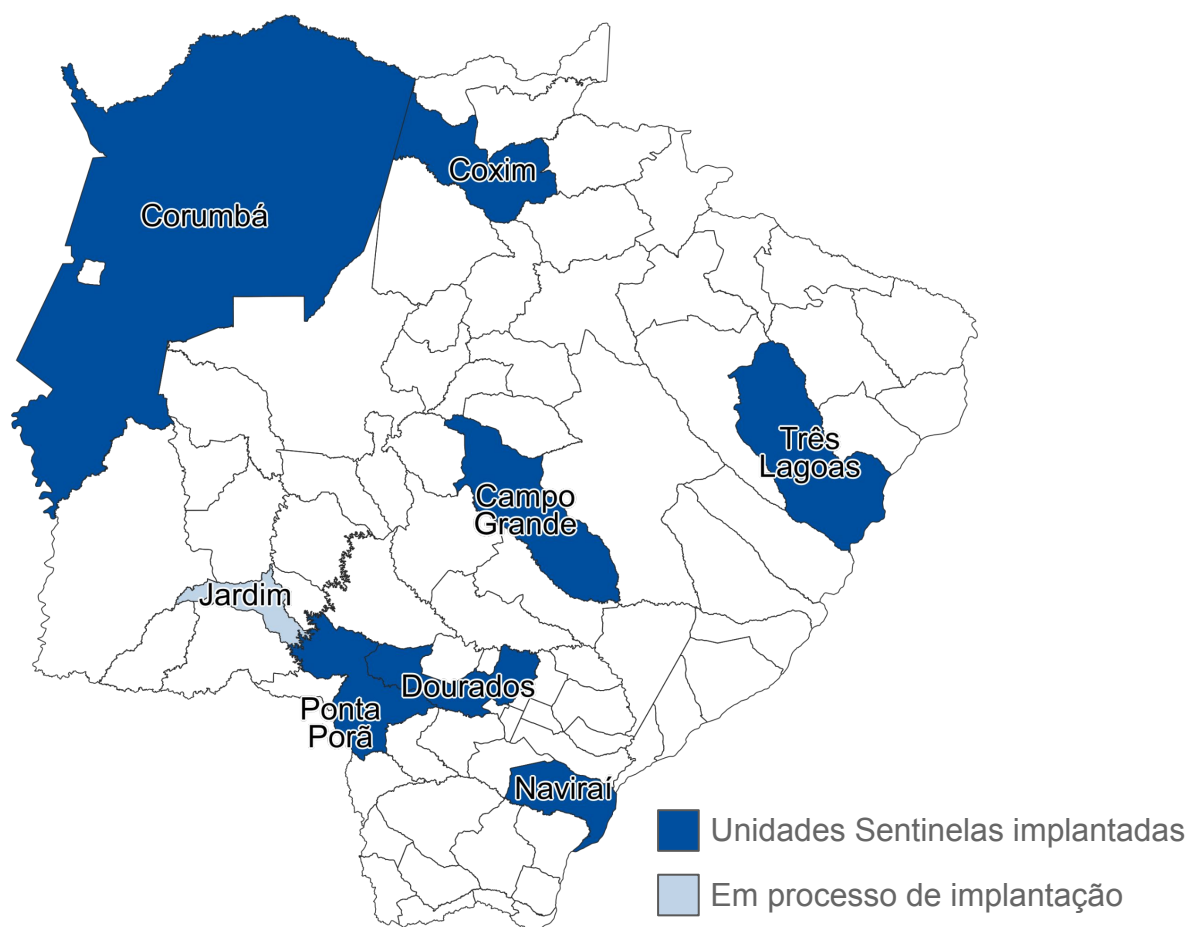 Coxim
Corumbá
Três
Lagoas
Campo
Grande
Jardim
Dourados
Ponta
Porã
Naviraí
Unidades Sentinelas implantadas
Em processo de implantação